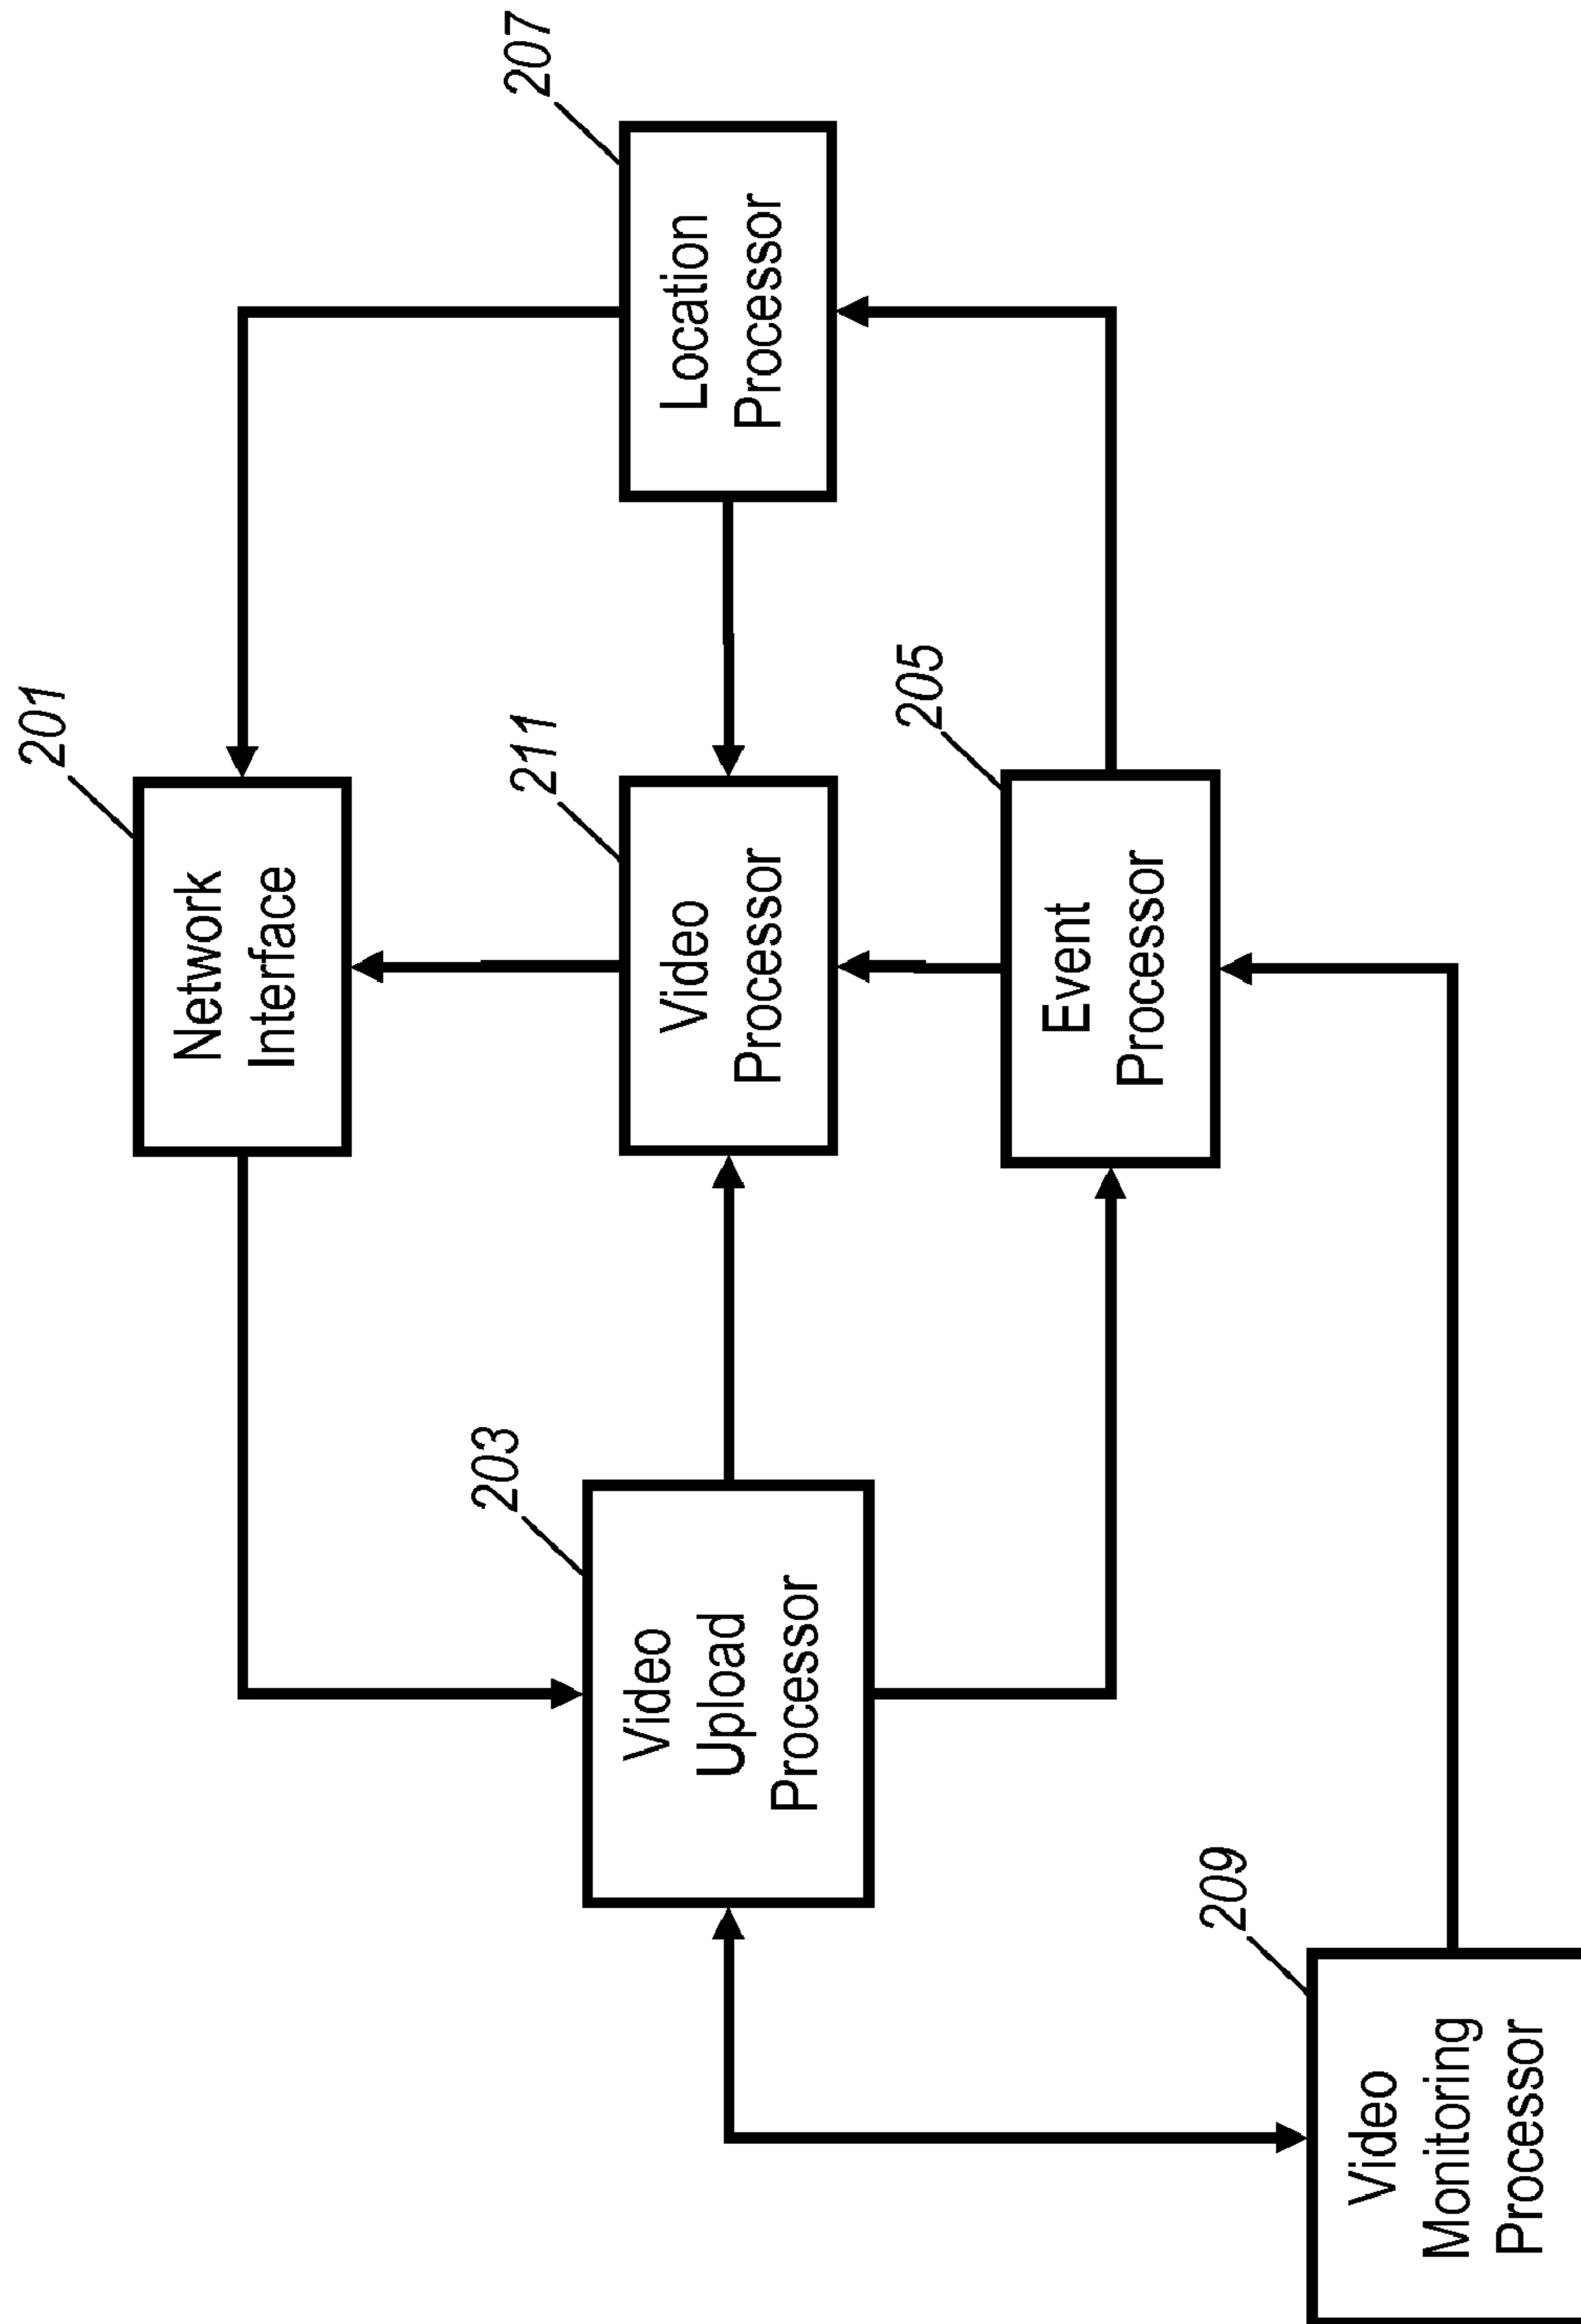 201
Network
Interface
207
Location
Processor
211
Video
Processor
203
Video
Upload
Processor
205
Event
Processor
209
Video
Monitoring
Processor